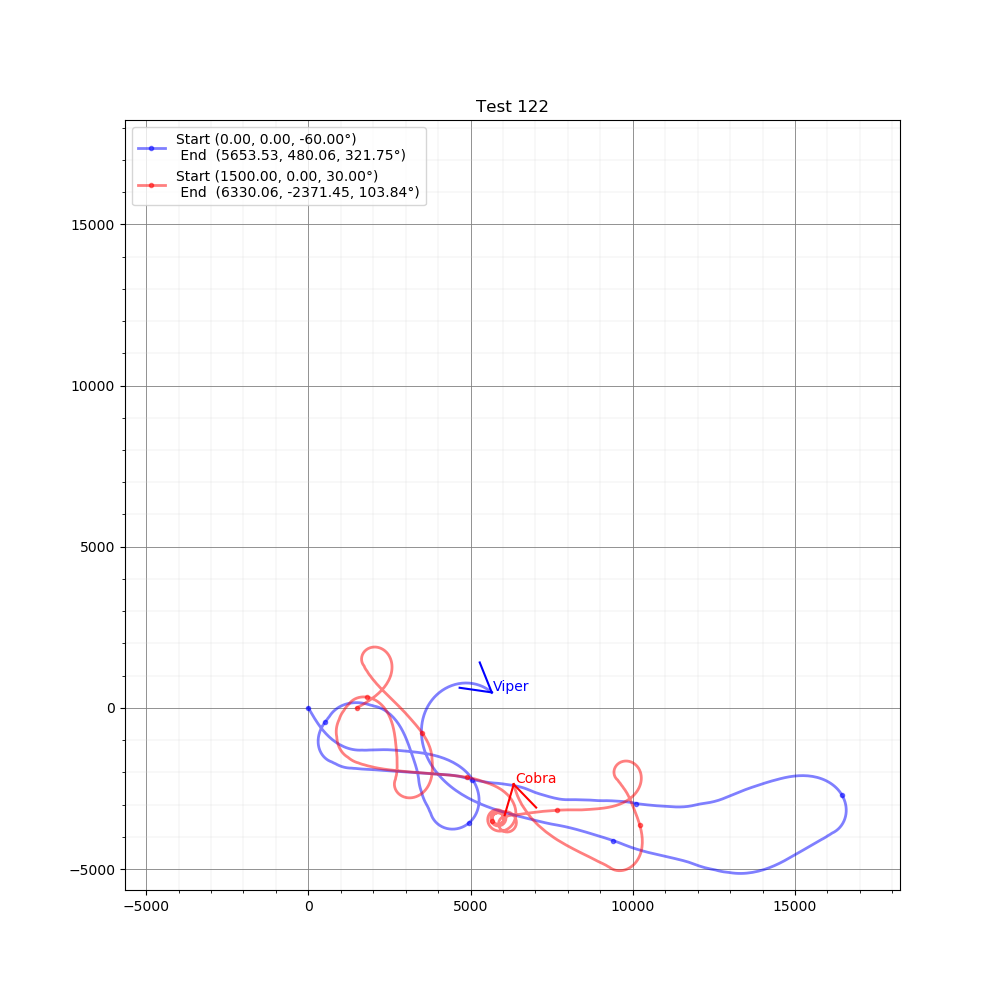 Test 122
Start (0.00, 0.00, -60.00°)
End (5653.53, 480.06, 321.75°)
Start (1500.00, 0.00, 30.00°)
End (6330.06, -2371.45, 103.84°)
15000
10000
5000
Viper
0
Cobra
−5000
−5000 0 5000 10000 15000